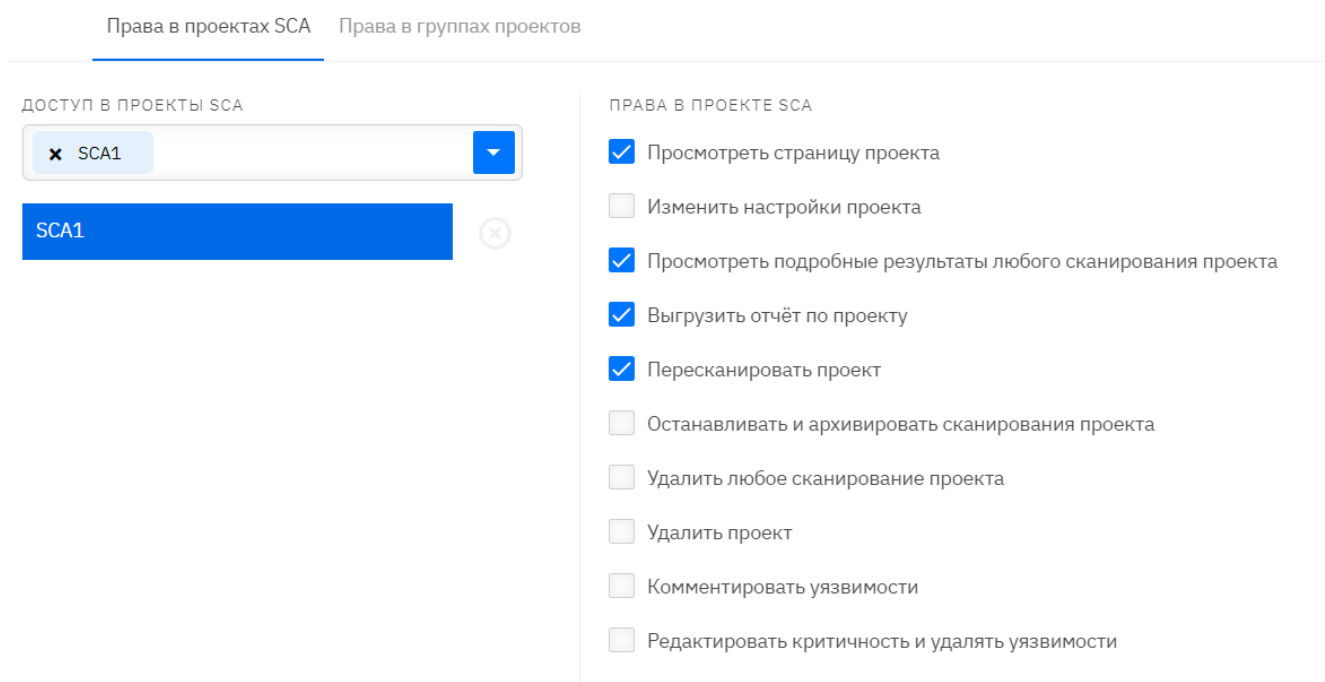 Права в проектах SCA
Права в группах проектов
ДОСТУП В ПРОЕКТЫ SCA
SCA1
SCA1
ПРАВА В ПРОЕКТЕ SCA
Просмотреть страницу проекта
Изменить настройки проекта
Просмотреть подробные результаты любого сканирования проекта
Выгрузить отчёт по проекту
Пересканировать проект
Останавливать и архивировать сканирования проекта
Удалить любое сканирование проекта
Удалить проект
Комментировать уязвимости
Редактировать критичность и удалять уязвимости